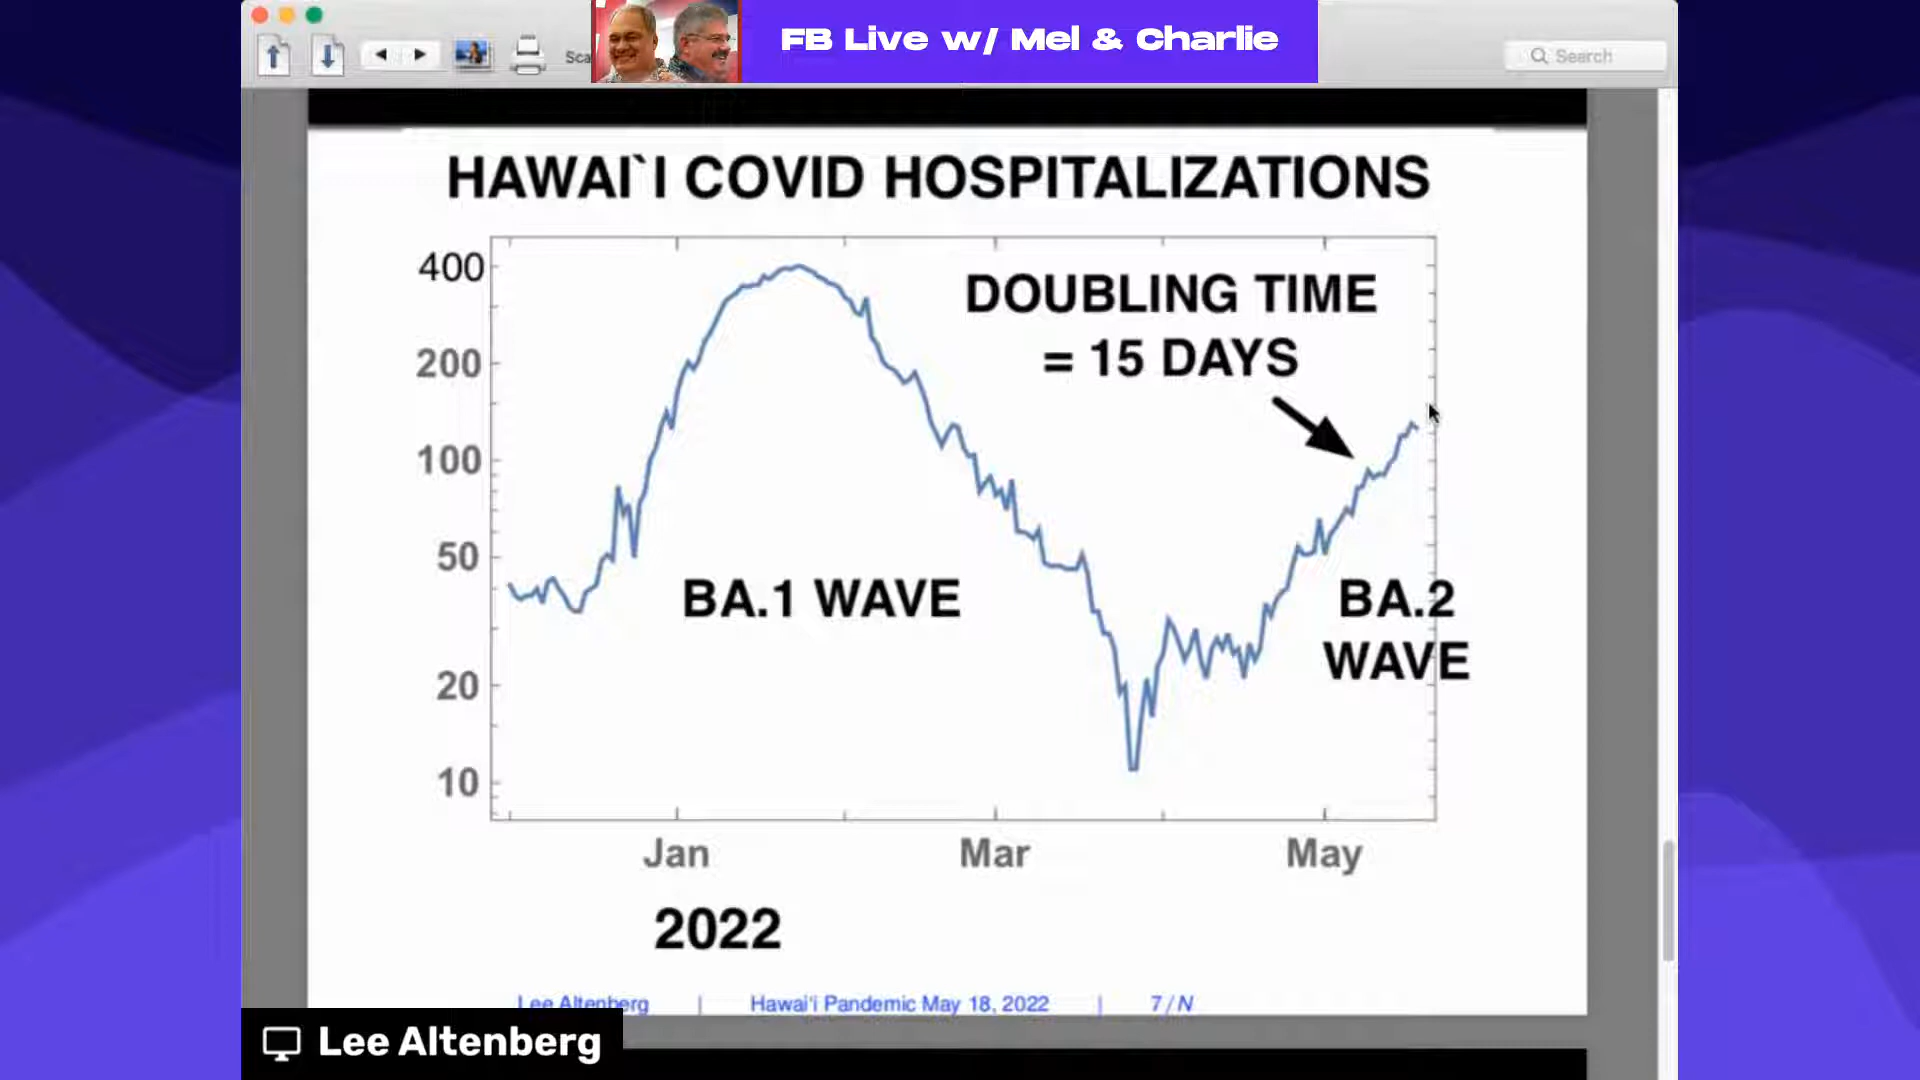 FB Live w/ Mel & Charlie
Search
HAWAI`I COVID HOSPITALIZATIONS
400
200
100
50
20
10
DOUBLING TIME
= 15 DAYS
BA.1 WAVE
BA.2
WAVE
Jan
Mar
May
2022
Lee Altenberg | Hawai'i Pandemic May 18, 2022 | 7 / N
Lee Altenberg